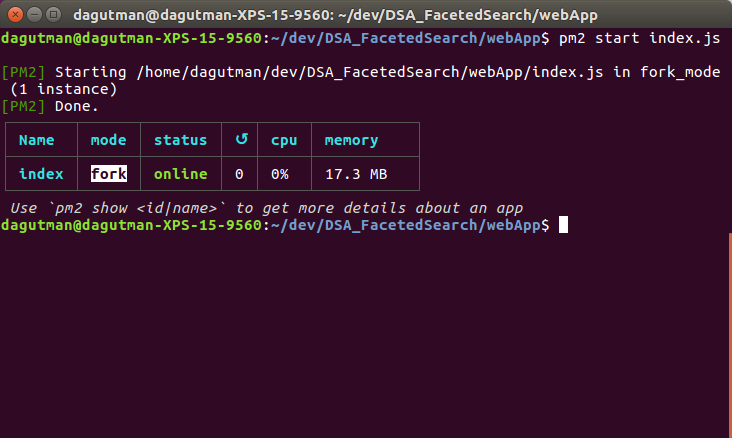 dagutman@dagutman-XPS-15-9560: ~/dev/DSA_FacetedSearch/webApp
dagutman@dagutman-XPS-15-9560:~/dev/DSA_FacetedSearch/webApp$ pm2 start index.js
[PM2] Starting /home/dagutman/dev/DSA_FacetedSearch/webApp/index.js in fork_mode
(1 instance)
[PM2] Done.
Name mode status ↺ cpu memory
index fork online 0 0% 17.3 MB
Use `pm2 show <id|name>` to get more details about an app
dagutman@dagutman-XPS-15-9560:~/dev/DSA_FacetedSearch/webApp$